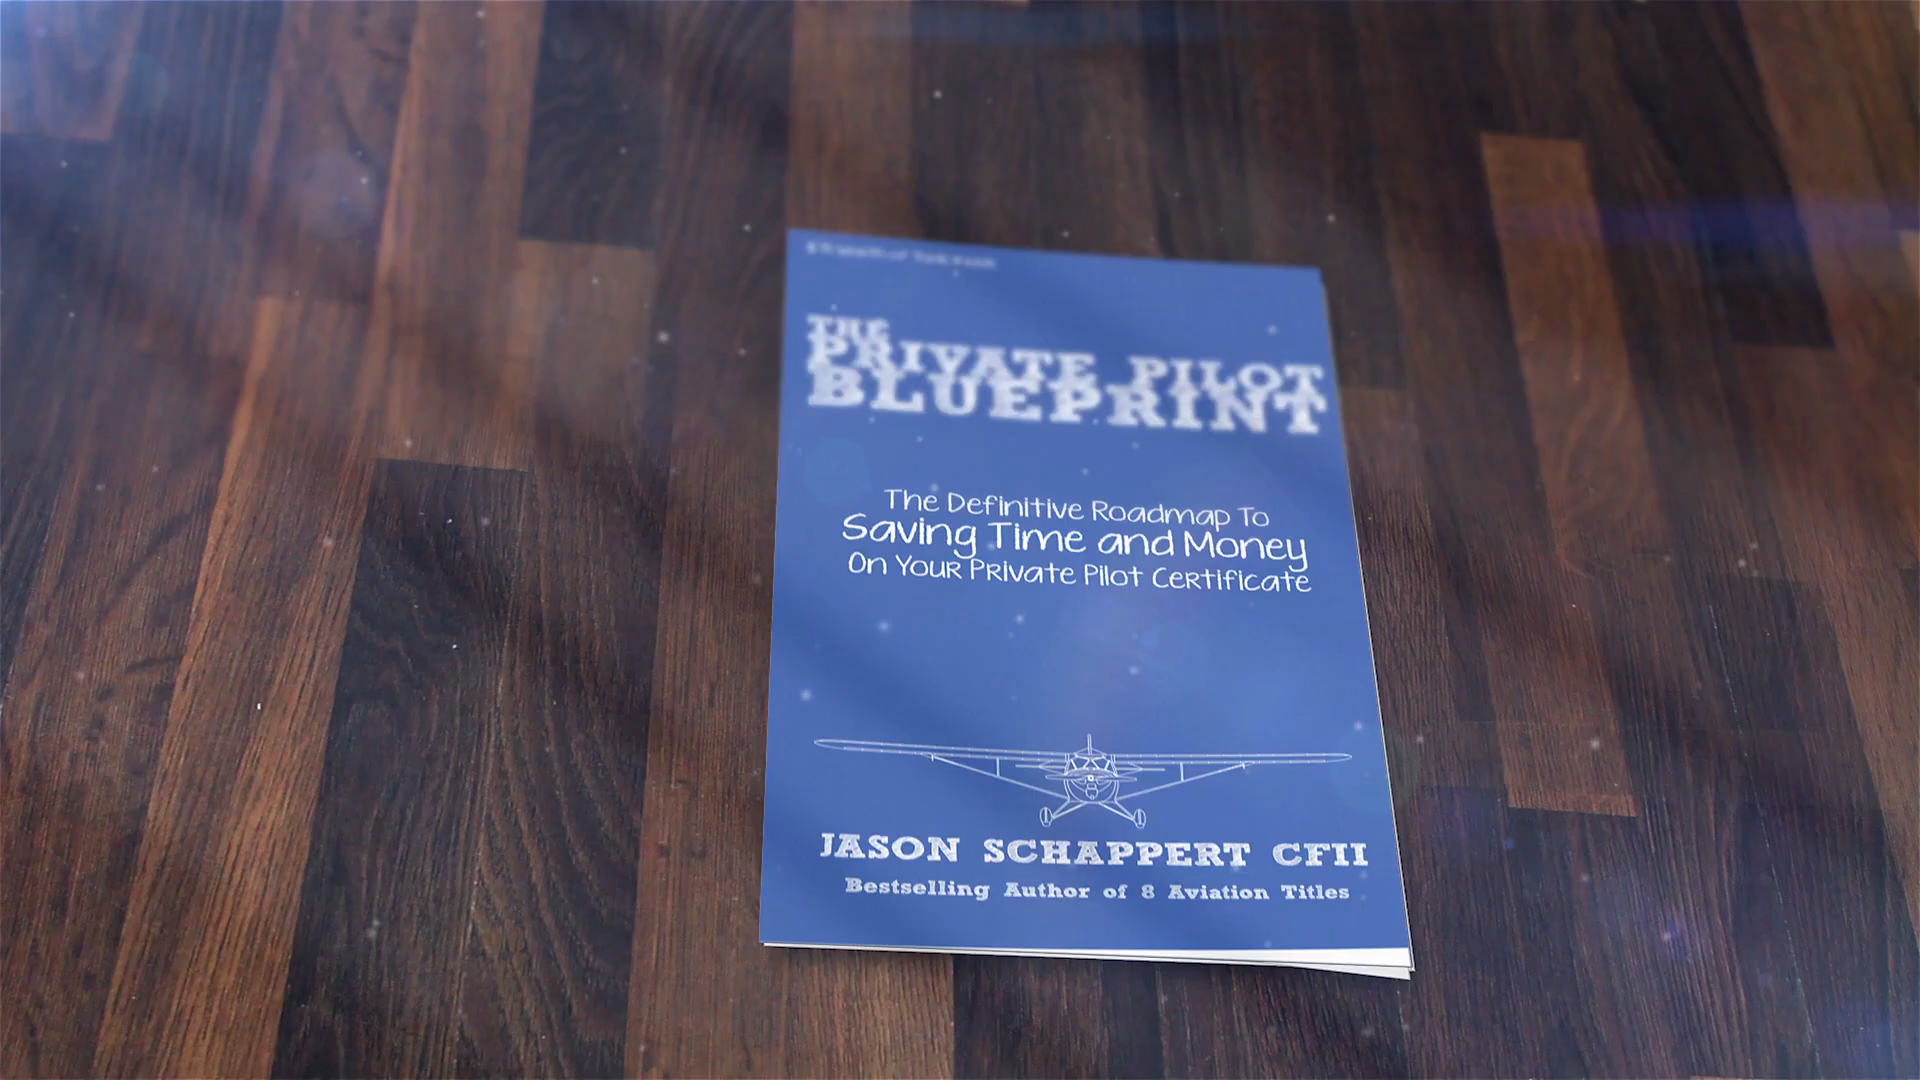 THE
PRIVATE PILOT
BLUEPRINT
The Definitive Roadmap To
Saving Time and Money
On Your Private Pilot Certificate
JASON SCHAPPERT CFII
Bestselling Author of 8 Aviation Titles